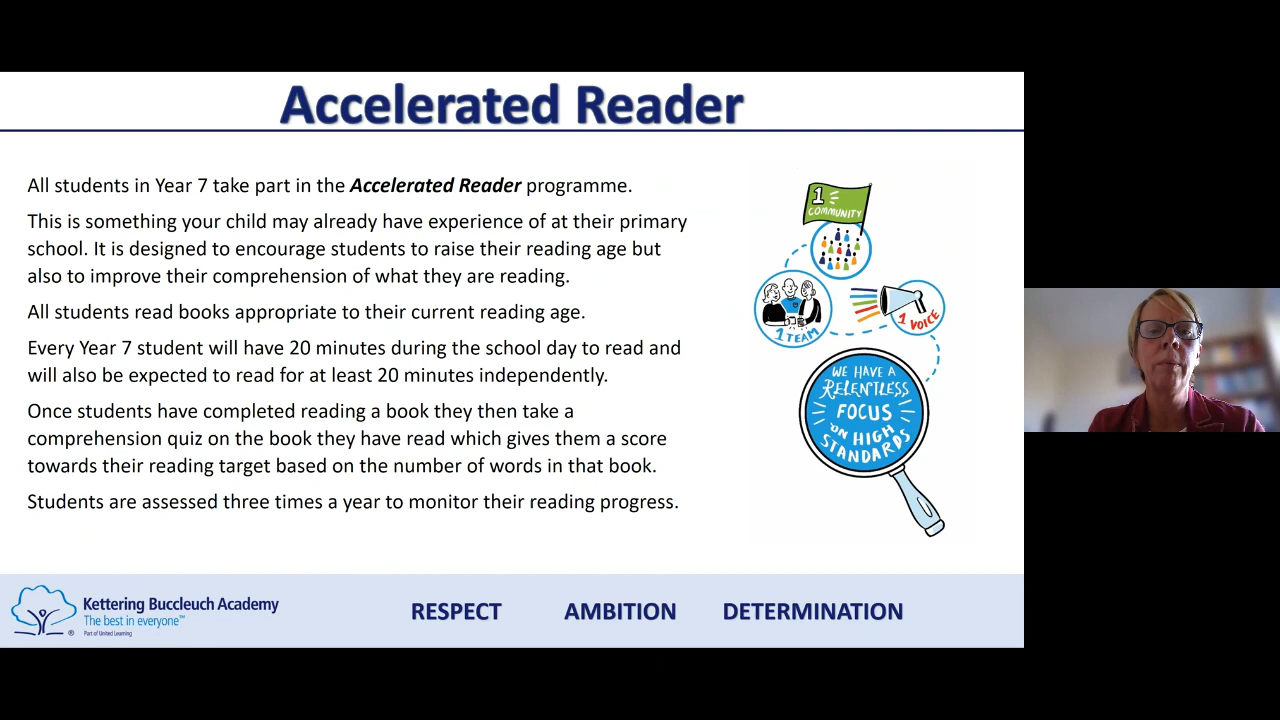 Accelerated Reader
All students in Year 7 take part in the Accelerated Reader programme.
This is something your child may already have experience of at their primary
school. It is designed to encourage students to raise their reading age but
also to improve their comprehension of what they are reading.
All students read books appropriate to their current reading age.
Every Year 7 student will have 20 minutes during the school day to read and
will also be expected to read for at least 20 minutes independently.
Once students have completed reading a book they then take a
comprehension quiz on the book they have read which gives them a score
towards their reading target based on the number of words in that book.
Students are assessed three times a year to monitor their reading progress.
1
COMMUNITY
1 TEAM
1 VOICE
WE HAVE A
RELENTLESS
FOCUS
ON HIGH
STANDARDS
Kettering Buccleuch Academy
The best in everyone™
Part of United Learning
®
RESPECT AMBITION DETERMINATION